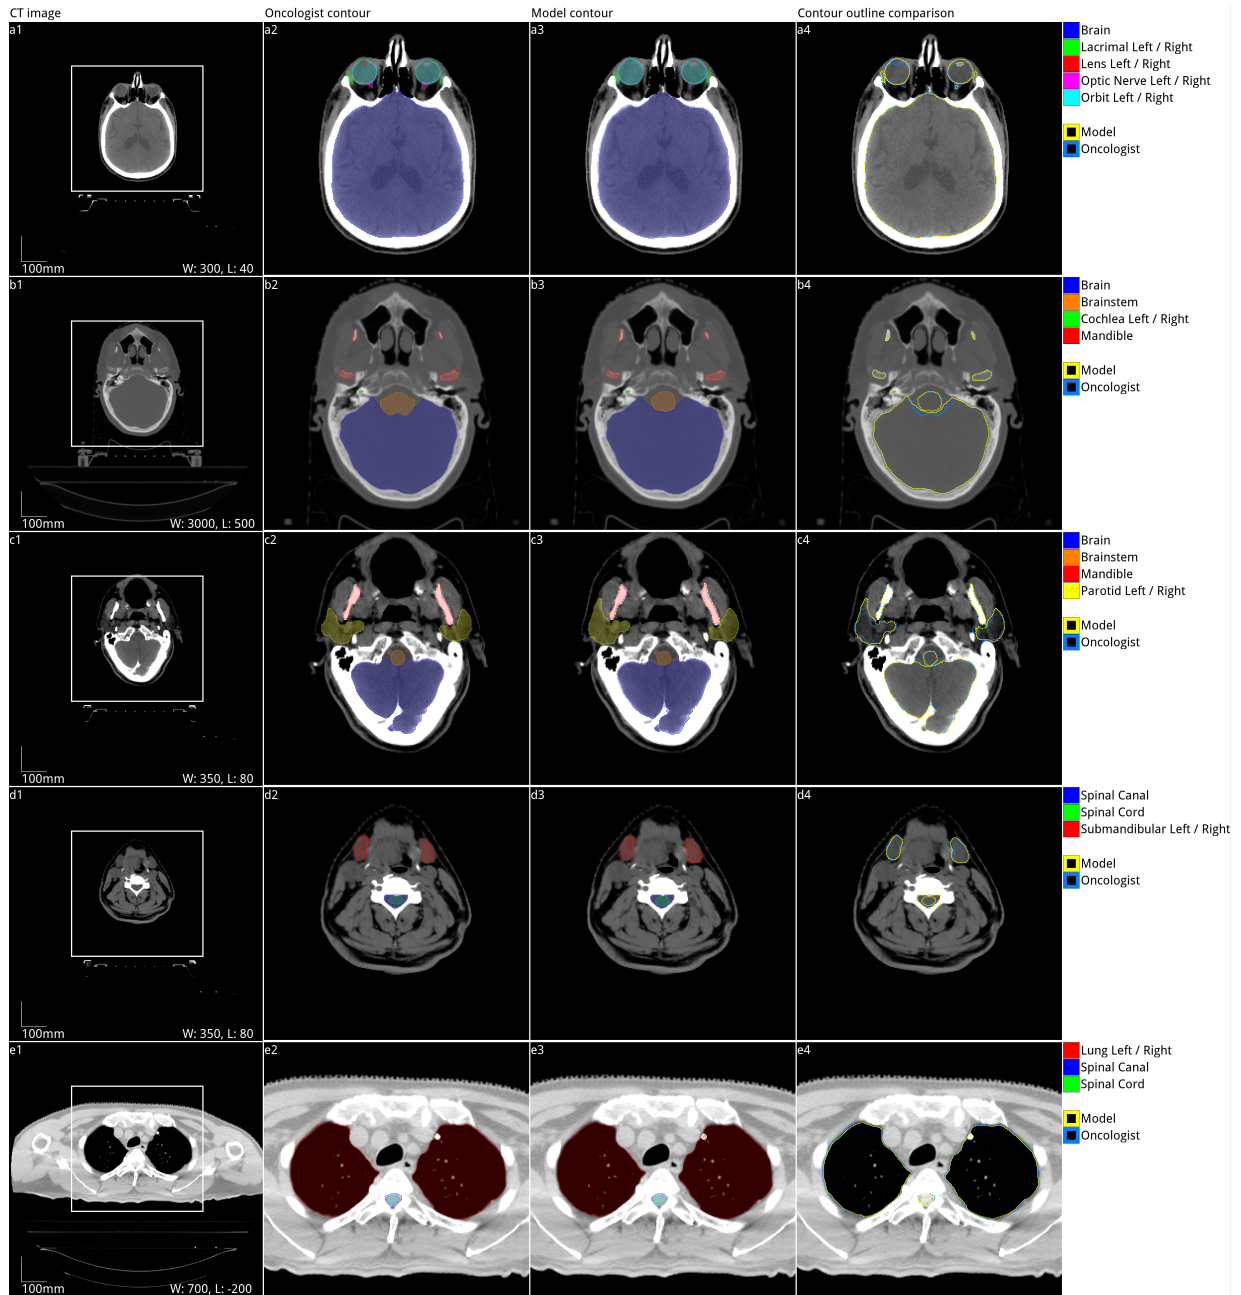 CT image
Oncologist contour
Model contour
Contour outline comparison
a1
a2
a3
a4
100mm
W: 300, L: 40
Brain
Lacrimal Left / Right
Lens Left / Right
Optic Nerve Left / Right
Orbit Left / Right
Model
Oncologist
b1
b2
b3
b4
100mm
W: 3000, L: 500
Brain
Brainstem
Cochlea Left / Right
Mandible
Model
Oncologist
c1
c2
c3
c4
100mm
W: 350, L: 80
Brain
Brainstem
Mandible
Parotid Left / Right
Model
Oncologist
d1
d2
d3
d4
100mm
W: 350, L: 80
Spinal Canal
Spinal Cord
Submandibular Left / Right
Model
Oncologist
e1
e2
e3
e4
100mm
W: 700, L: -200
Lung Left / Right
Spinal Canal
Spinal Cord
Model
Oncologist